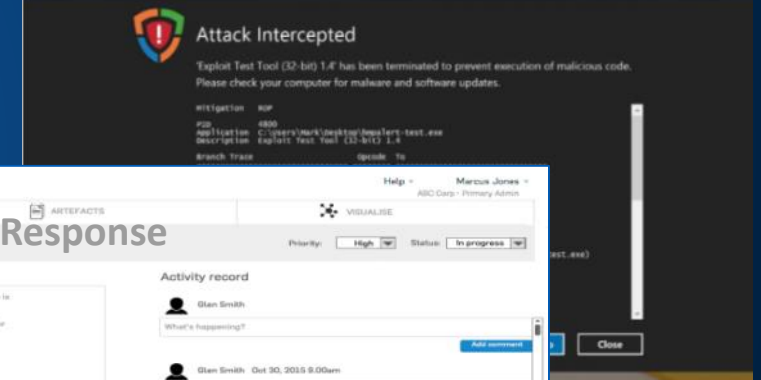 Attack Intercepted
'Exploit Test Tool (32-bit) 1.4' has been terminated to prevent execution of malicious code.
Please check your computer for malware and software updates.
Mitigation ROP
PID 4800
Application C:\Users\Mark\Desktop\hmpalert-test.exe
Description Exploit Test Tool (32-bit) 1.4
Branch Trace Opcode To
est.exe)
Close
Help
Marcus Jones
ABC Corp - Primary Admin
ARTEFACTS
VISUALISE
Response
Priority: High Status: In progress
Activity record
Glen Smith
What's happening?
Add comment
Glen Smith Oct 30, 2015 9.00am